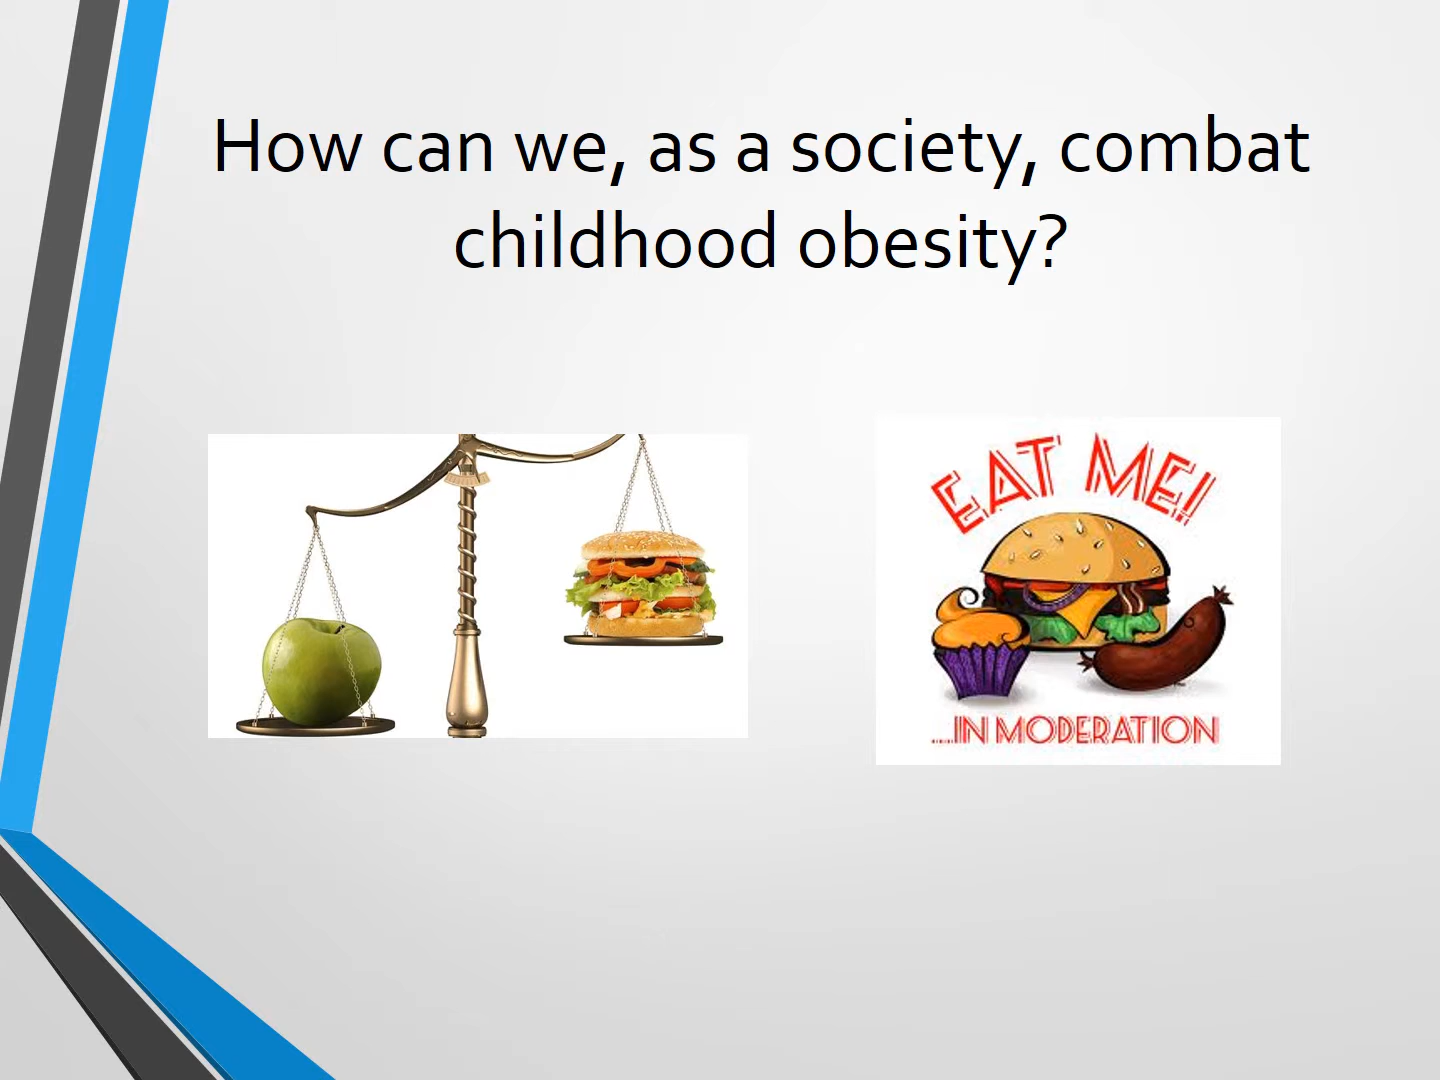 How can we, as a society, combat
childhood obesity?
EAT ME!
....IN MODERATION